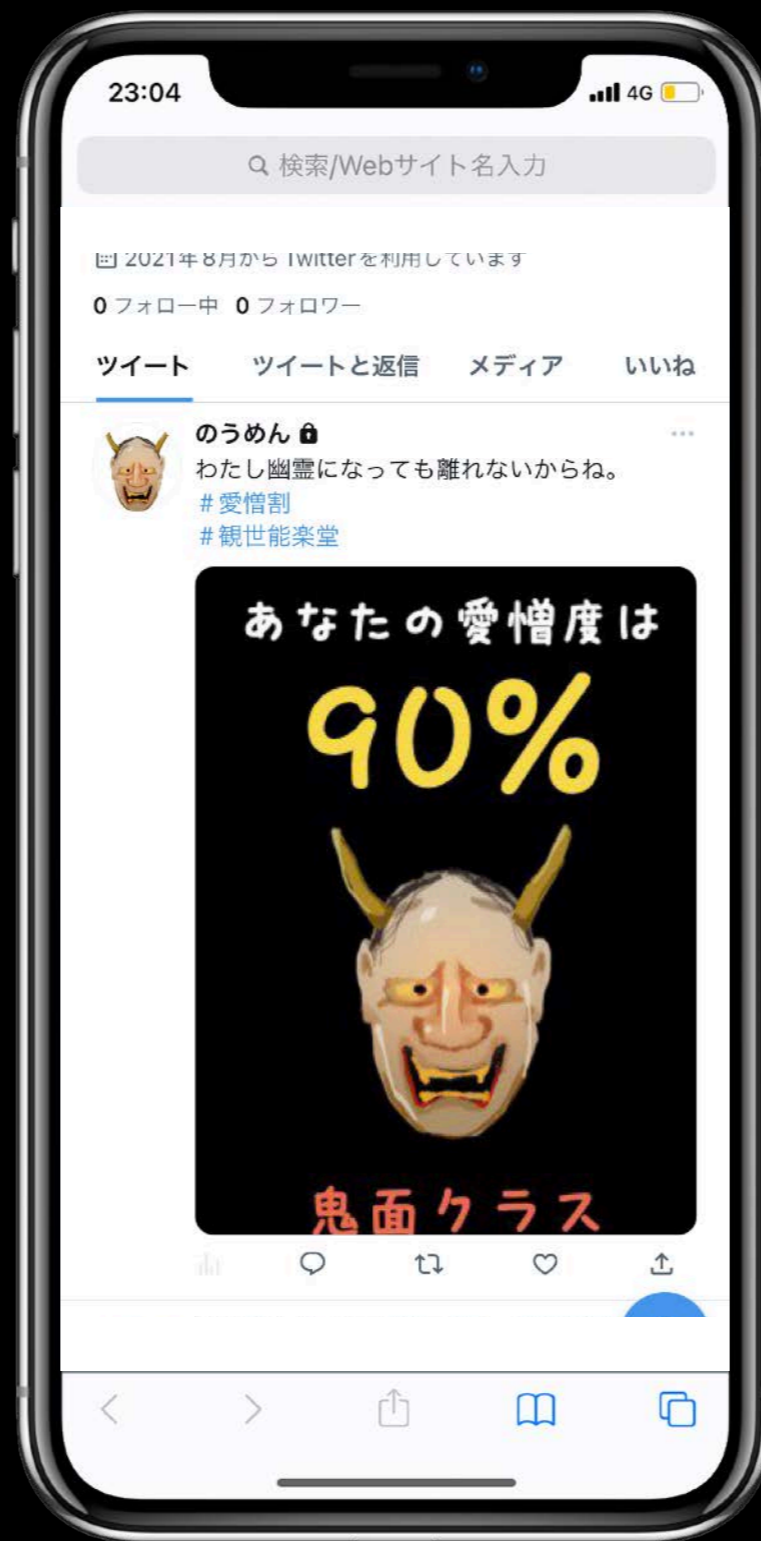 23:04
4G
検索/Webサイト名入力
2021年8月からTwitterを利用しています
0 フォロー中 0 フォロワー
ツイート ツイートと返信 メディア いいね
のうめん
わたし幽霊になっても離れないからね。
#愛憎割
#観世能楽堂
あなたの愛憎度は
90%
鬼面クラス